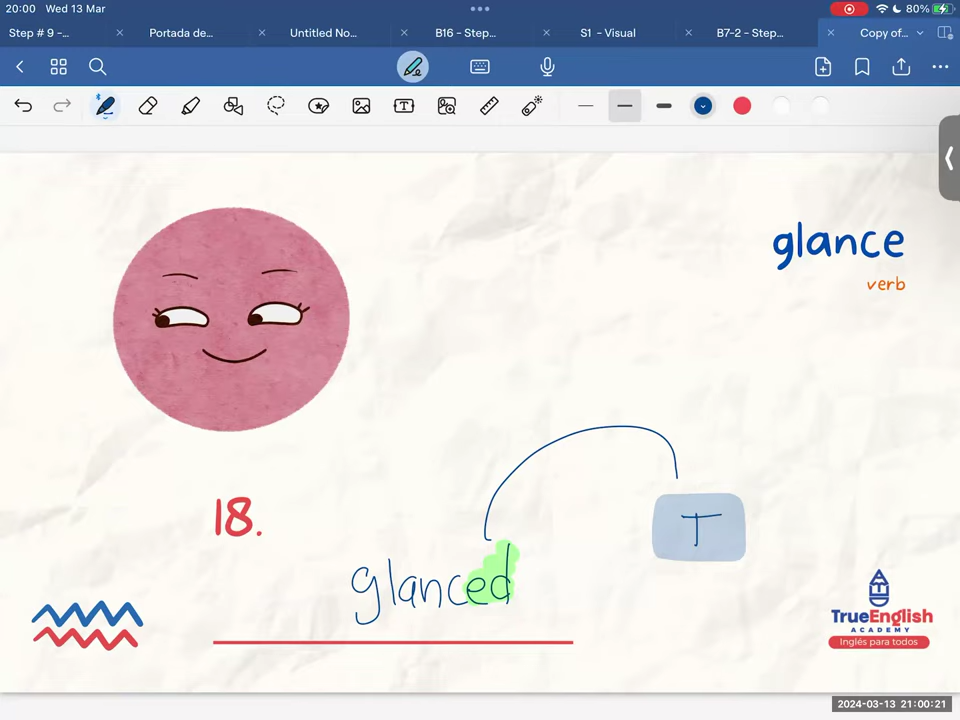 20:00 Wed 13 Mar
80%
Step # 9 -...
Portada de...
Untitled No...
B16 - Step...
S1 - Visual
B7-2 - Step...
Copy of...
glance
verb
18.
T
glanced
TrueEnglish
ACADEMY
Inglés para todos
2024-03-13 21:00:21